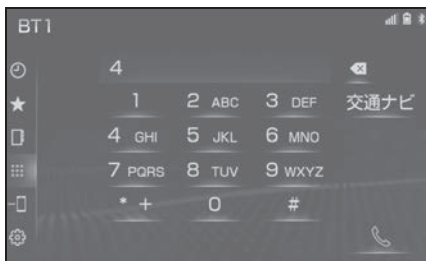 BT1
4
1 2 ABC 3 DEF 交通ナビ
4 GHI 5 JKL 6 MNO
7 PQRS 8 TUV 9 WXYZ
* + 0 #